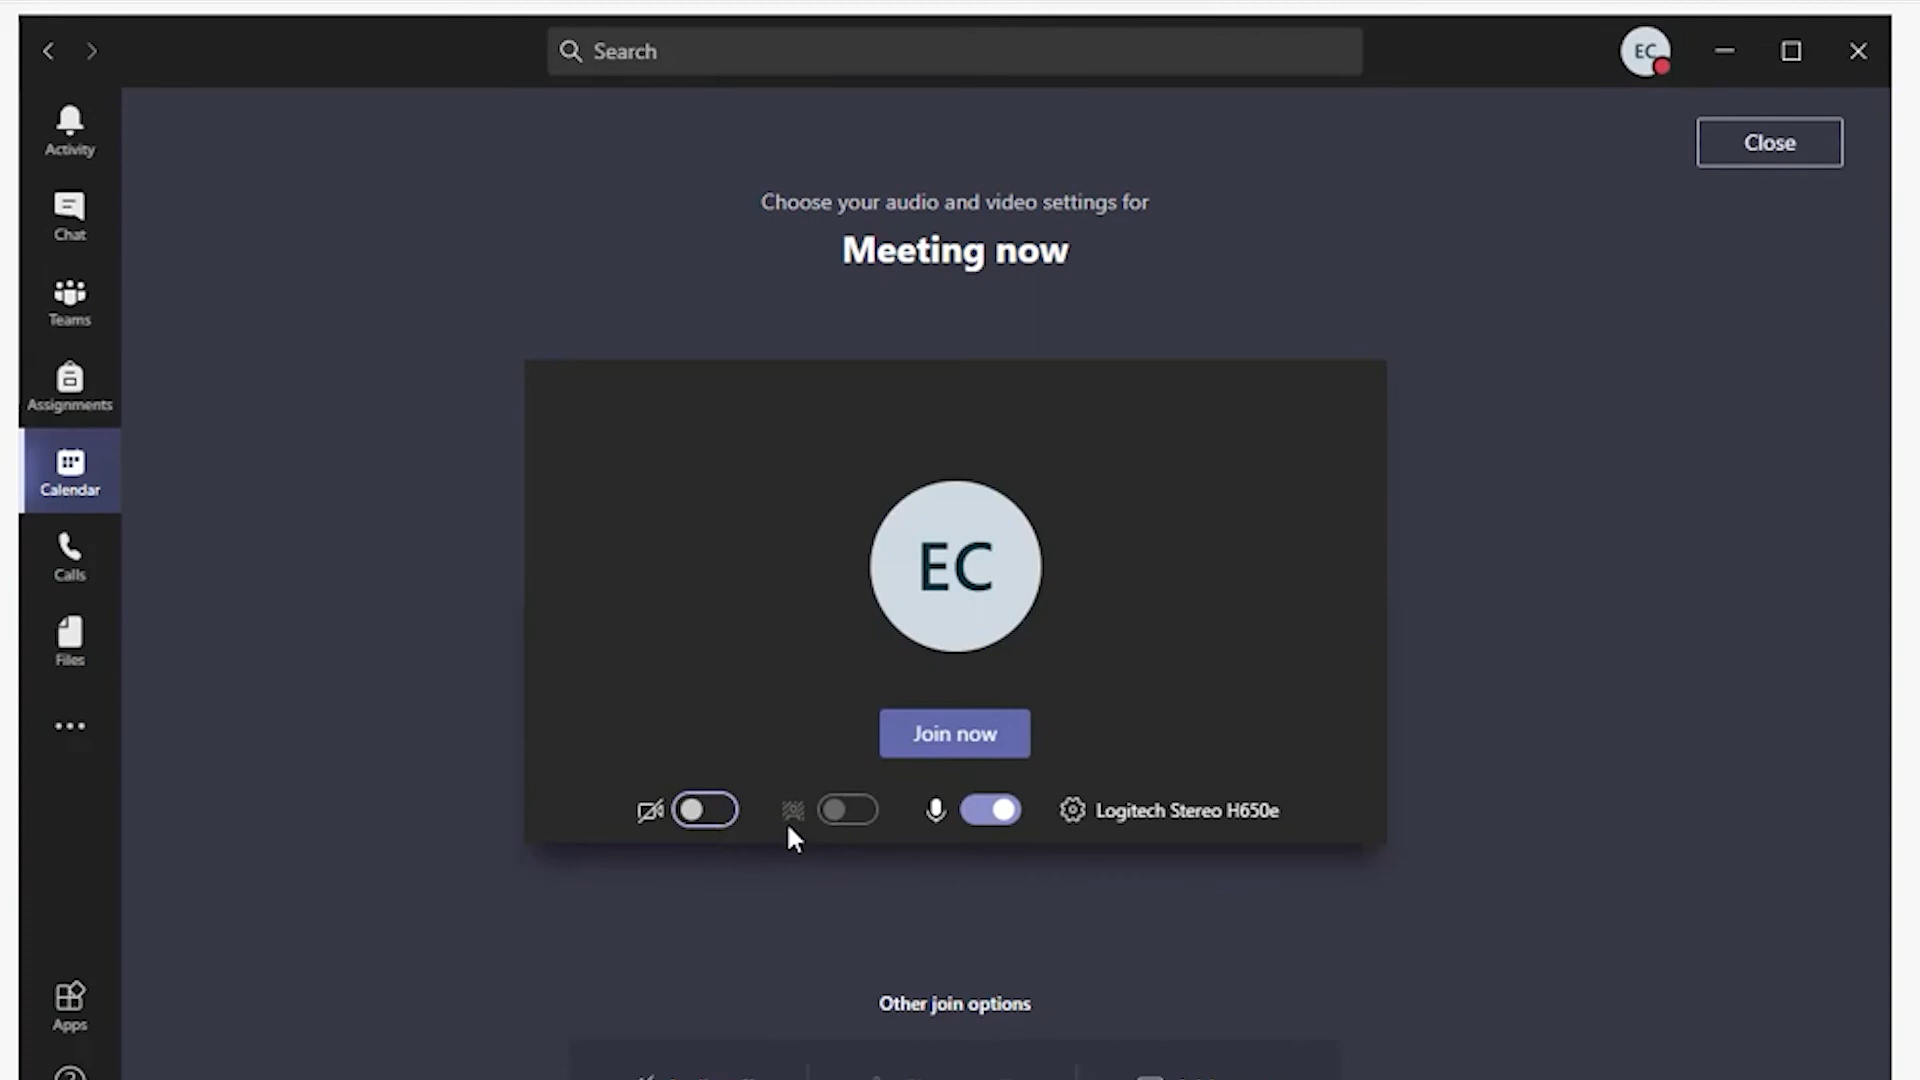 Search
EC
Activity
Close
Choose your audio and video settings for
Meeting now
Chat
Teams
Assignments
Calendar
Calls
Files
EC
Join now
Logitech Stereo H650e
Other join options
Apps